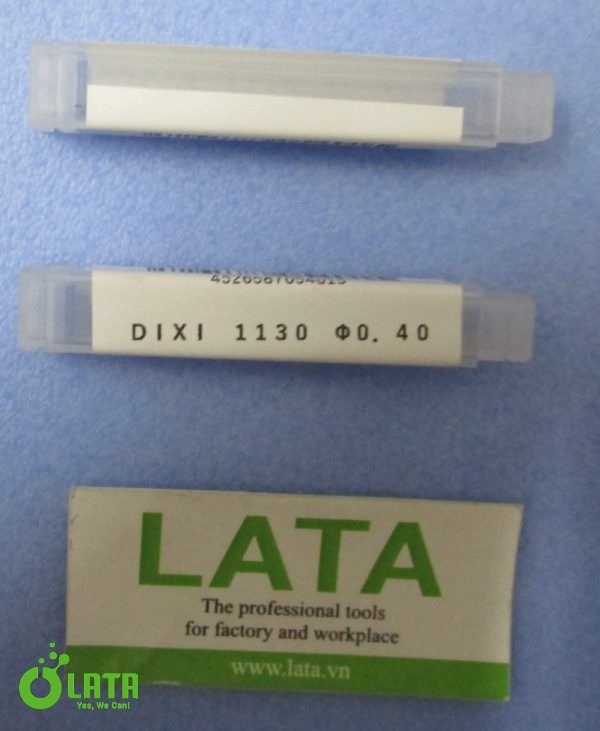 DIXI 1130 Φ0.40
LATA
The professional tools
for factory and workplace
www.lata.vn
LATA
Yes, We Can!